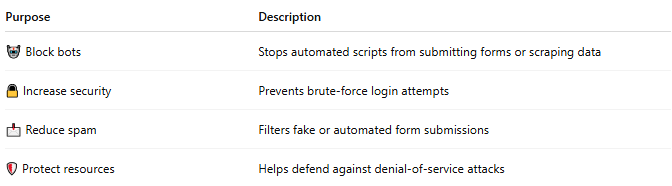 Purpose Description
Block bots Stops automated scripts from submitting forms or scraping data
Increase security Prevents brute-force login attempts
Reduce spam Filters fake or automated form submissions
Protect resources Helps defend against denial-of-service attacks